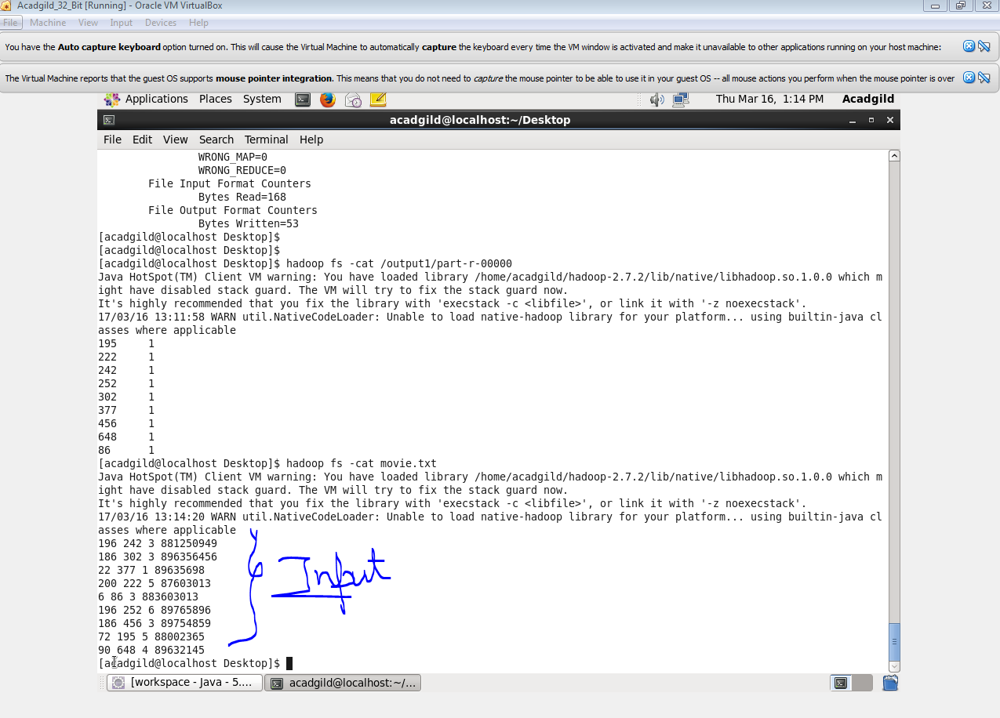 Acadgild_32_Bit [Running] - Oracle VM VirtualBox
File Machine View Input Devices Help
You have the Auto capture keyboard option turned on. This will cause the Virtual Machine to automatically capture the keyboard every time the VM window is activated and make it unavailable to other applications running on your host machine:
The Virtual Machine reports that the guest OS supports mouse pointer integration. This means that you do not need to capture the mouse pointer to be able to use it in your guest OS -- all mouse actions you perform when the mouse pointer is over
Applications Places System Thu Mar 16, 1:14 PM Acadgild
acadgild@localhost:~/Desktop
File Edit View Search Terminal Help
WRONG_MAP=0
WRONG_REDUCE=0
File Input Format Counters
Bytes Read=168
File Output Format Counters
Bytes Written=53
[acadgild@localhost Desktop]$
[acadgild@localhost Desktop]$
[acadgild@localhost Desktop]$ hadoop fs -cat /output1/part-r-00000
Java HotSpot(TM) Client VM warning: You have loaded library /home/acadgild/hadoop-2.7.2/lib/native/libhadoop.so.1.0.0 which m
ight have disabled stack guard. The VM will try to fix the stack guard now.
It's highly recommended that you fix the library with 'execstack -c <libfile>', or link it with '-z noexecstack'.
17/03/16 13:11:58 WARN util.NativeCodeLoader: Unable to load native-hadoop library for your platform... using builtin-java cl
asses where applicable
195 1
222 1
242 1
252 1
302 1
377 1
456 1
648 1
86 1
[acadgild@localhost Desktop]$ hadoop fs -cat movie.txt
Java HotSpot(TM) Client VM warning: You have loaded library /home/acadgild/hadoop-2.7.2/lib/native/libhadoop.so.1.0.0 which m
ight have disabled stack guard. The VM will try to fix the stack guard now.
It's highly recommended that you fix the library with 'execstack -c <libfile>', or link it with '-z noexecstack'.
17/03/16 13:14:20 WARN util.NativeCodeLoader: Unable to load native-hadoop library for your platform... using builtin-java cl
asses where applicable
196 242 3 881250949
186 302 3 896356456
22 377 1 89635698
Input
200 222 5 87603013
6 86 3 883603013
196 252 6 89765896
186 456 3 89754859
72 195 5 88002365
90 648 4 89632145
[acadgild@localhost Desktop]$
[workspace - Java - 5.... acadgild@localhost:~/...